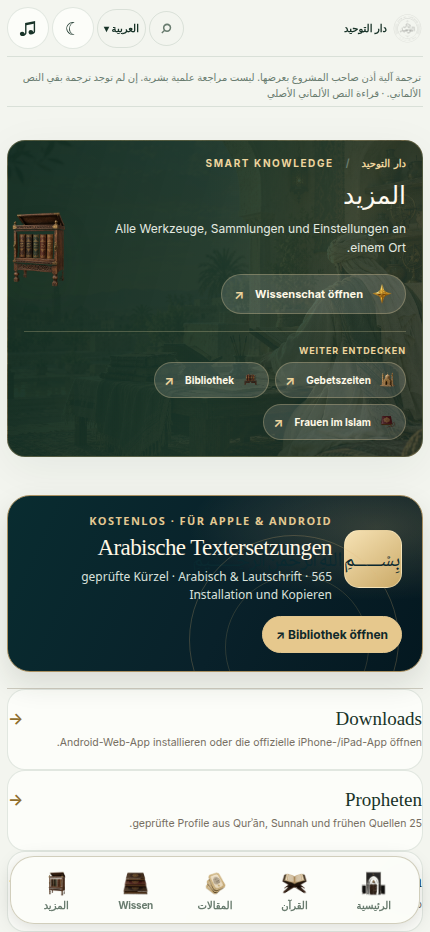 دار التوحيد
العربية ▾
ترجمة آلية أذن صاحب المشروع بعرضها. ليست مراجعة علمية بشرية. إن لم توجد ترجمة بقي النص
الألماني. · قراءة النص الألماني الأصلي
دار التوحيد / SMART KNOWLEDGE
المزيد
Alle Werkzeuge, Sammlungen und Einstellungen an
einem Ort.
Wissenschat öffnen ↗
WEITER ENTDECKEN
Gebetszeiten ↗
Bibliothek ↗
Frauen im Islam ↗
KOSTENLOS · FÜR APPLE & ANDROID
Arabische Textersetzungen
565 geprüfte Kürzel · Arabisch & Lautschrift ·
Installation und Kopieren
Bibliothek öffnen ↗
Downloads
Android-Web-App installieren oder die offizielle iPhone-/iPad-App öffnen.
Propheten
25 geprüfte Profile aus Qurʾān, Sunnah und frühen Quellen.
الرئيسية
القرآن
المقالات
Wissen
المزيد